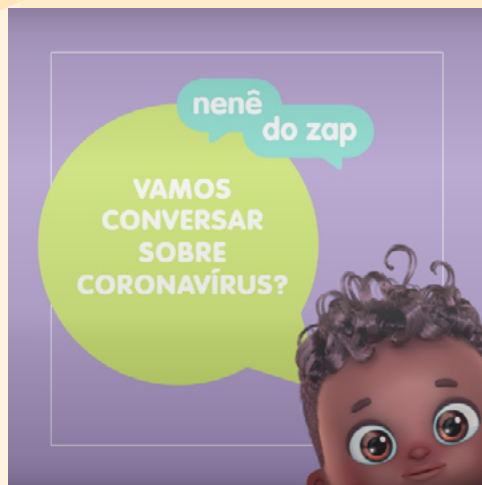 nenê
do zap
VAMOS
CONVERSAR
SOBRE
CORONAVÍRUS?